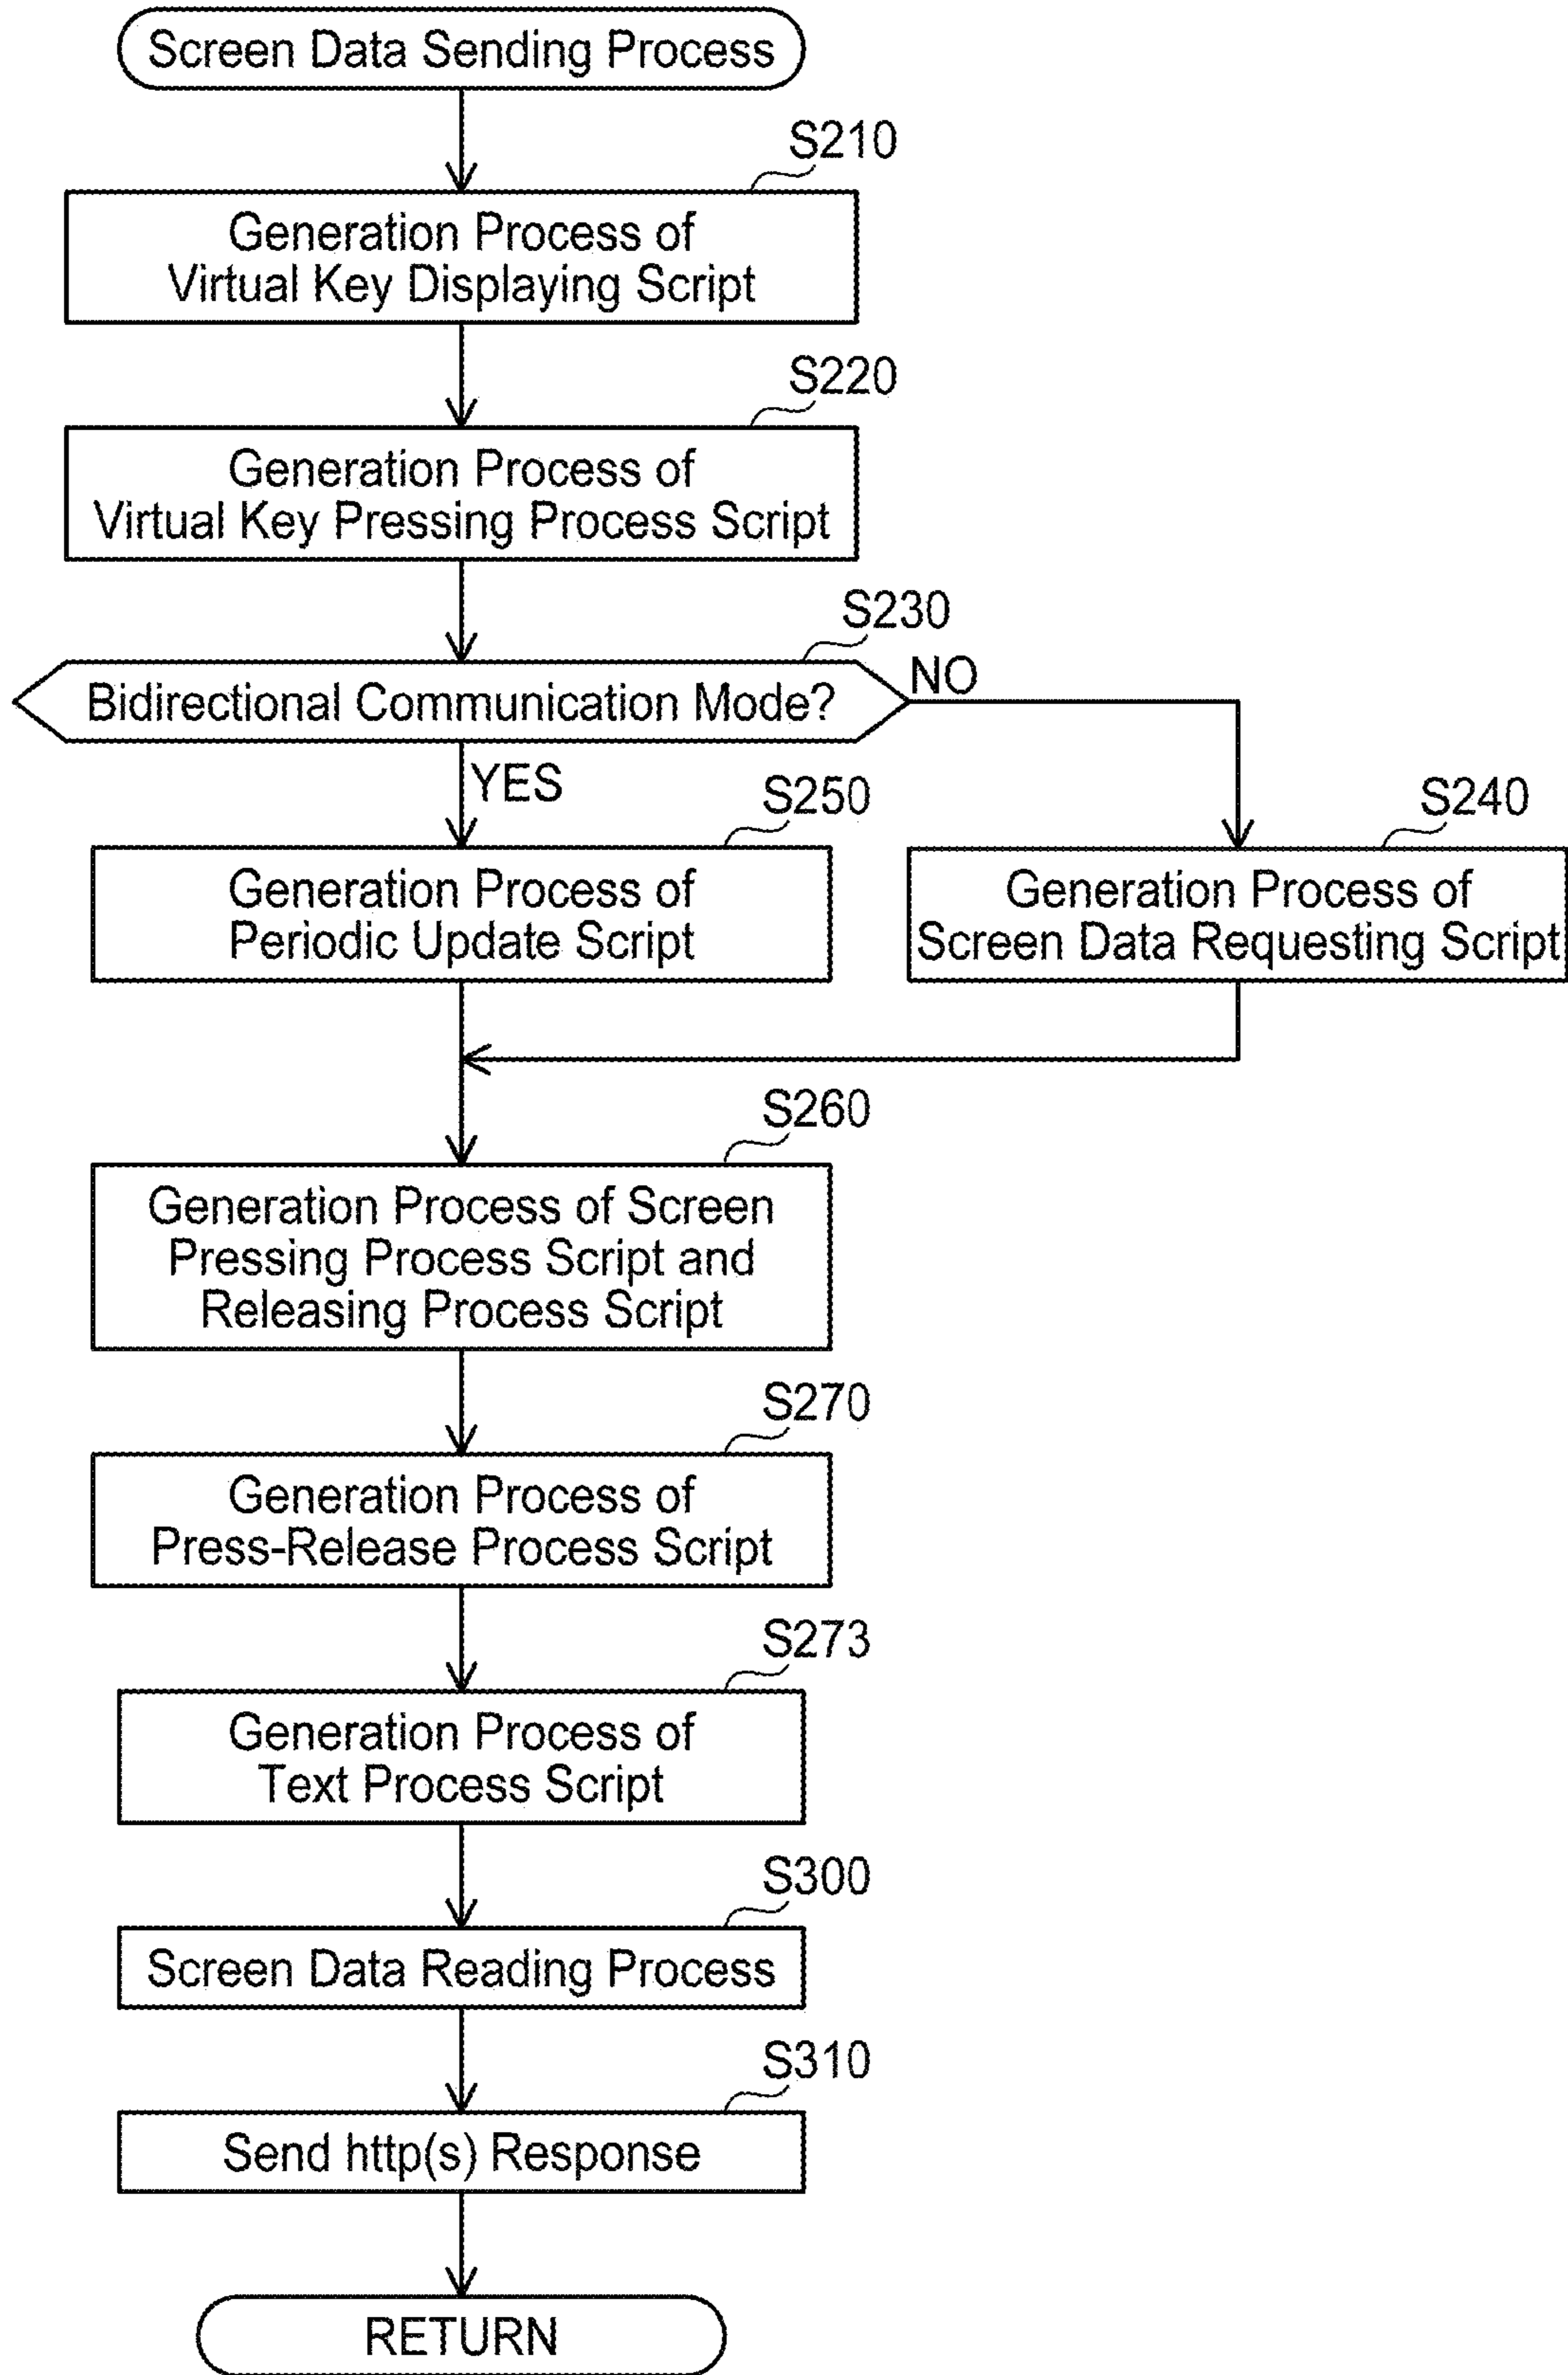 Screen Data Sending Process
S210
Generation Process of
Virtual Key Displaying Script
S220
Generation Process of
Virtual Key Pressing Process Script
S230
Bidirectional Communication Mode?
NO
YES
S250
Generation Process of
Periodic Update Script
S240
Generation Process of
Screen Data Requesting Script
S260
Generation Process of Screen
Pressing Process Script and
Releasing Process Script
S270
Generation Process of
Press-Release Process Script
S273
Generation Process of
Text Process Script
S300
Screen Data Reading Process
S310
Send http(s) Response
RETURN